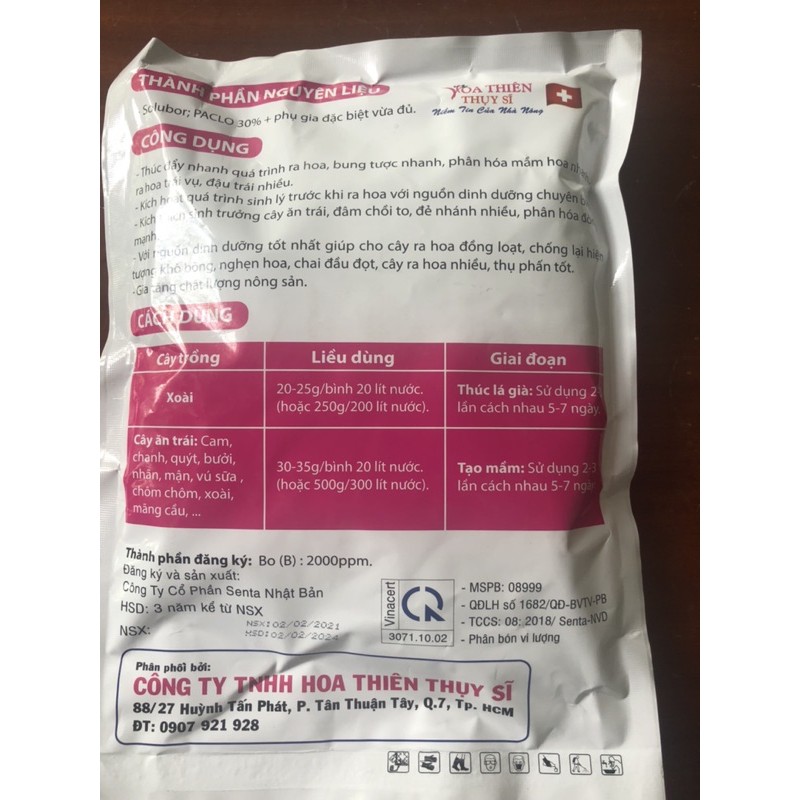 THÀNH PHẦN NGUYÊN LIỆU
HOA THIÊN
THỤY SĨ
Niềm Tin Của Nhà Nông
Solubor; PACLO 30% + phụ gia đặc biệt vừa đủ.
CÔNG DỤNG
- Thúc đẩy nhanh quá trình ra hoa, bung tược nhanh, phân hóa mầm hoa
ra hoa trái vụ, đậu trái nhiều.
- Kích hoạt quá trình sinh lý trước khi ra hoa với nguồn dinh dưỡng chuyên
- Kích thích sinh trưởng cây ăn trái, đâm chồi to, đẻ nhánh nhiều, phân hóa
mạnh
- Với nguồn dinh dưỡng tốt nhất giúp cho cây ra hoa đồng loạt, chống lại hiện
tượng khô bông, nghẹn hoa, chai đầu đọt, cây ra hoa nhiều, thụ phấn tốt.
- Gia tăng chất lượng nông sản.
CÁCH DÙNG
Cây trồng Liều dùng Giai đoạn
Xoài
20-25g/bình 20 lít nước.
(hoặc 250g/200 lít nước).
Thúc lá già: Sử dụng 2-
lần cách nhau 5-7 ngày.
Cây ăn trái: Cam,
chanh, quýt, bưởi,
nhãn, mận, vú sữa ,
chôm chôm, xoài,
mãng cầu, ...
30-35g/bình 20 lít nước.
(hoặc 500g/300 lít nước).
Tạo mầm: Sử dụng 2-3
lần cách nhau 5-7 ngày
Thành phần đăng ký: Bo (B) : 2000ppm.
Đăng ký và sản xuất:
Công Ty Cổ Phần Senta Nhật Bản
HSD: 3 năm kể từ NSX
NSX:
NSX:02/02/2021
HSD:02/02/2024
Vinacert
3071.10.02
- MSPB: 08999
- QĐLH số 1682/QĐ-BVTV-PB
- TCCS: 08: 2018/ Senta-NVD
- Phân bón vi lượng
Phân phối bởi:
CÔNG TY TNHH HOA THIÊN THỤY SĨ
88/27 Huỳnh Tấn Phát, P. Tân Thuận Tây, Q.7, Tp. HCM
ĐT: 0907 921 928